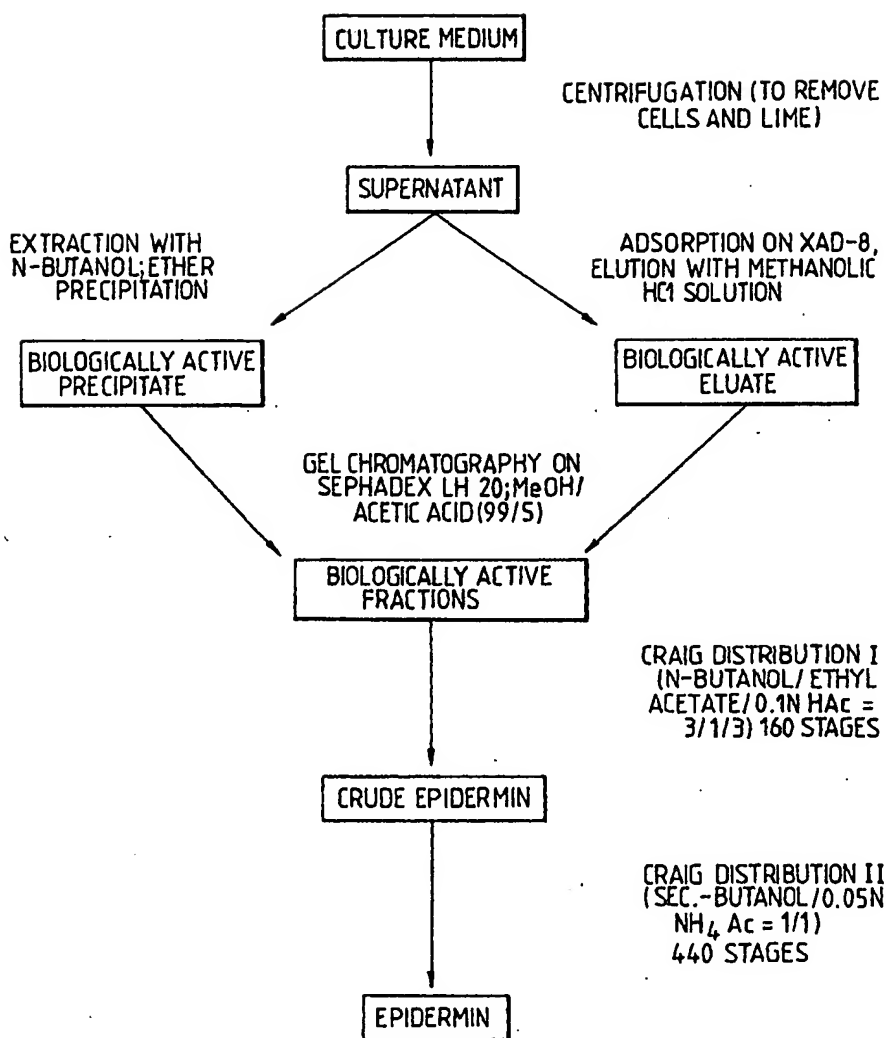 CULTURE MEDIUM
CENTRIFUGATION (TO REMOVE
CELLS AND LIME)
SUPERNATANT
EXTRACTION WITH
N-BUTANOL; ETHER
PRECIPITATION
ADSORPTION ON XAD-8,
ELUTION WITH METHANOLIC
HC1 SOLUTION
BIOLOGICALLY ACTIVE
PRECIPITATE
BIOLOGICALLY ACTIVE
ELUATE
GEL CHROMATOGRAPHY ON
SEPHADEX LH 20; MeOH/
ACETIC ACID (99/5)
BIOLOGICALLY ACTIVE
FRACTIONS
CRAIG DISTRIBUTION I
(N-BUTANOL/ETHYL
ACETATE/0.1N HAc =
3/1/3) 160 STAGES
CRUDE EPIDERMIN
CRAIG DISTRIBUTION II
(SEC.-BUTANOL/0.05N
NH₄ Ac = 1/1)
440 STAGES
EPIDERMIN